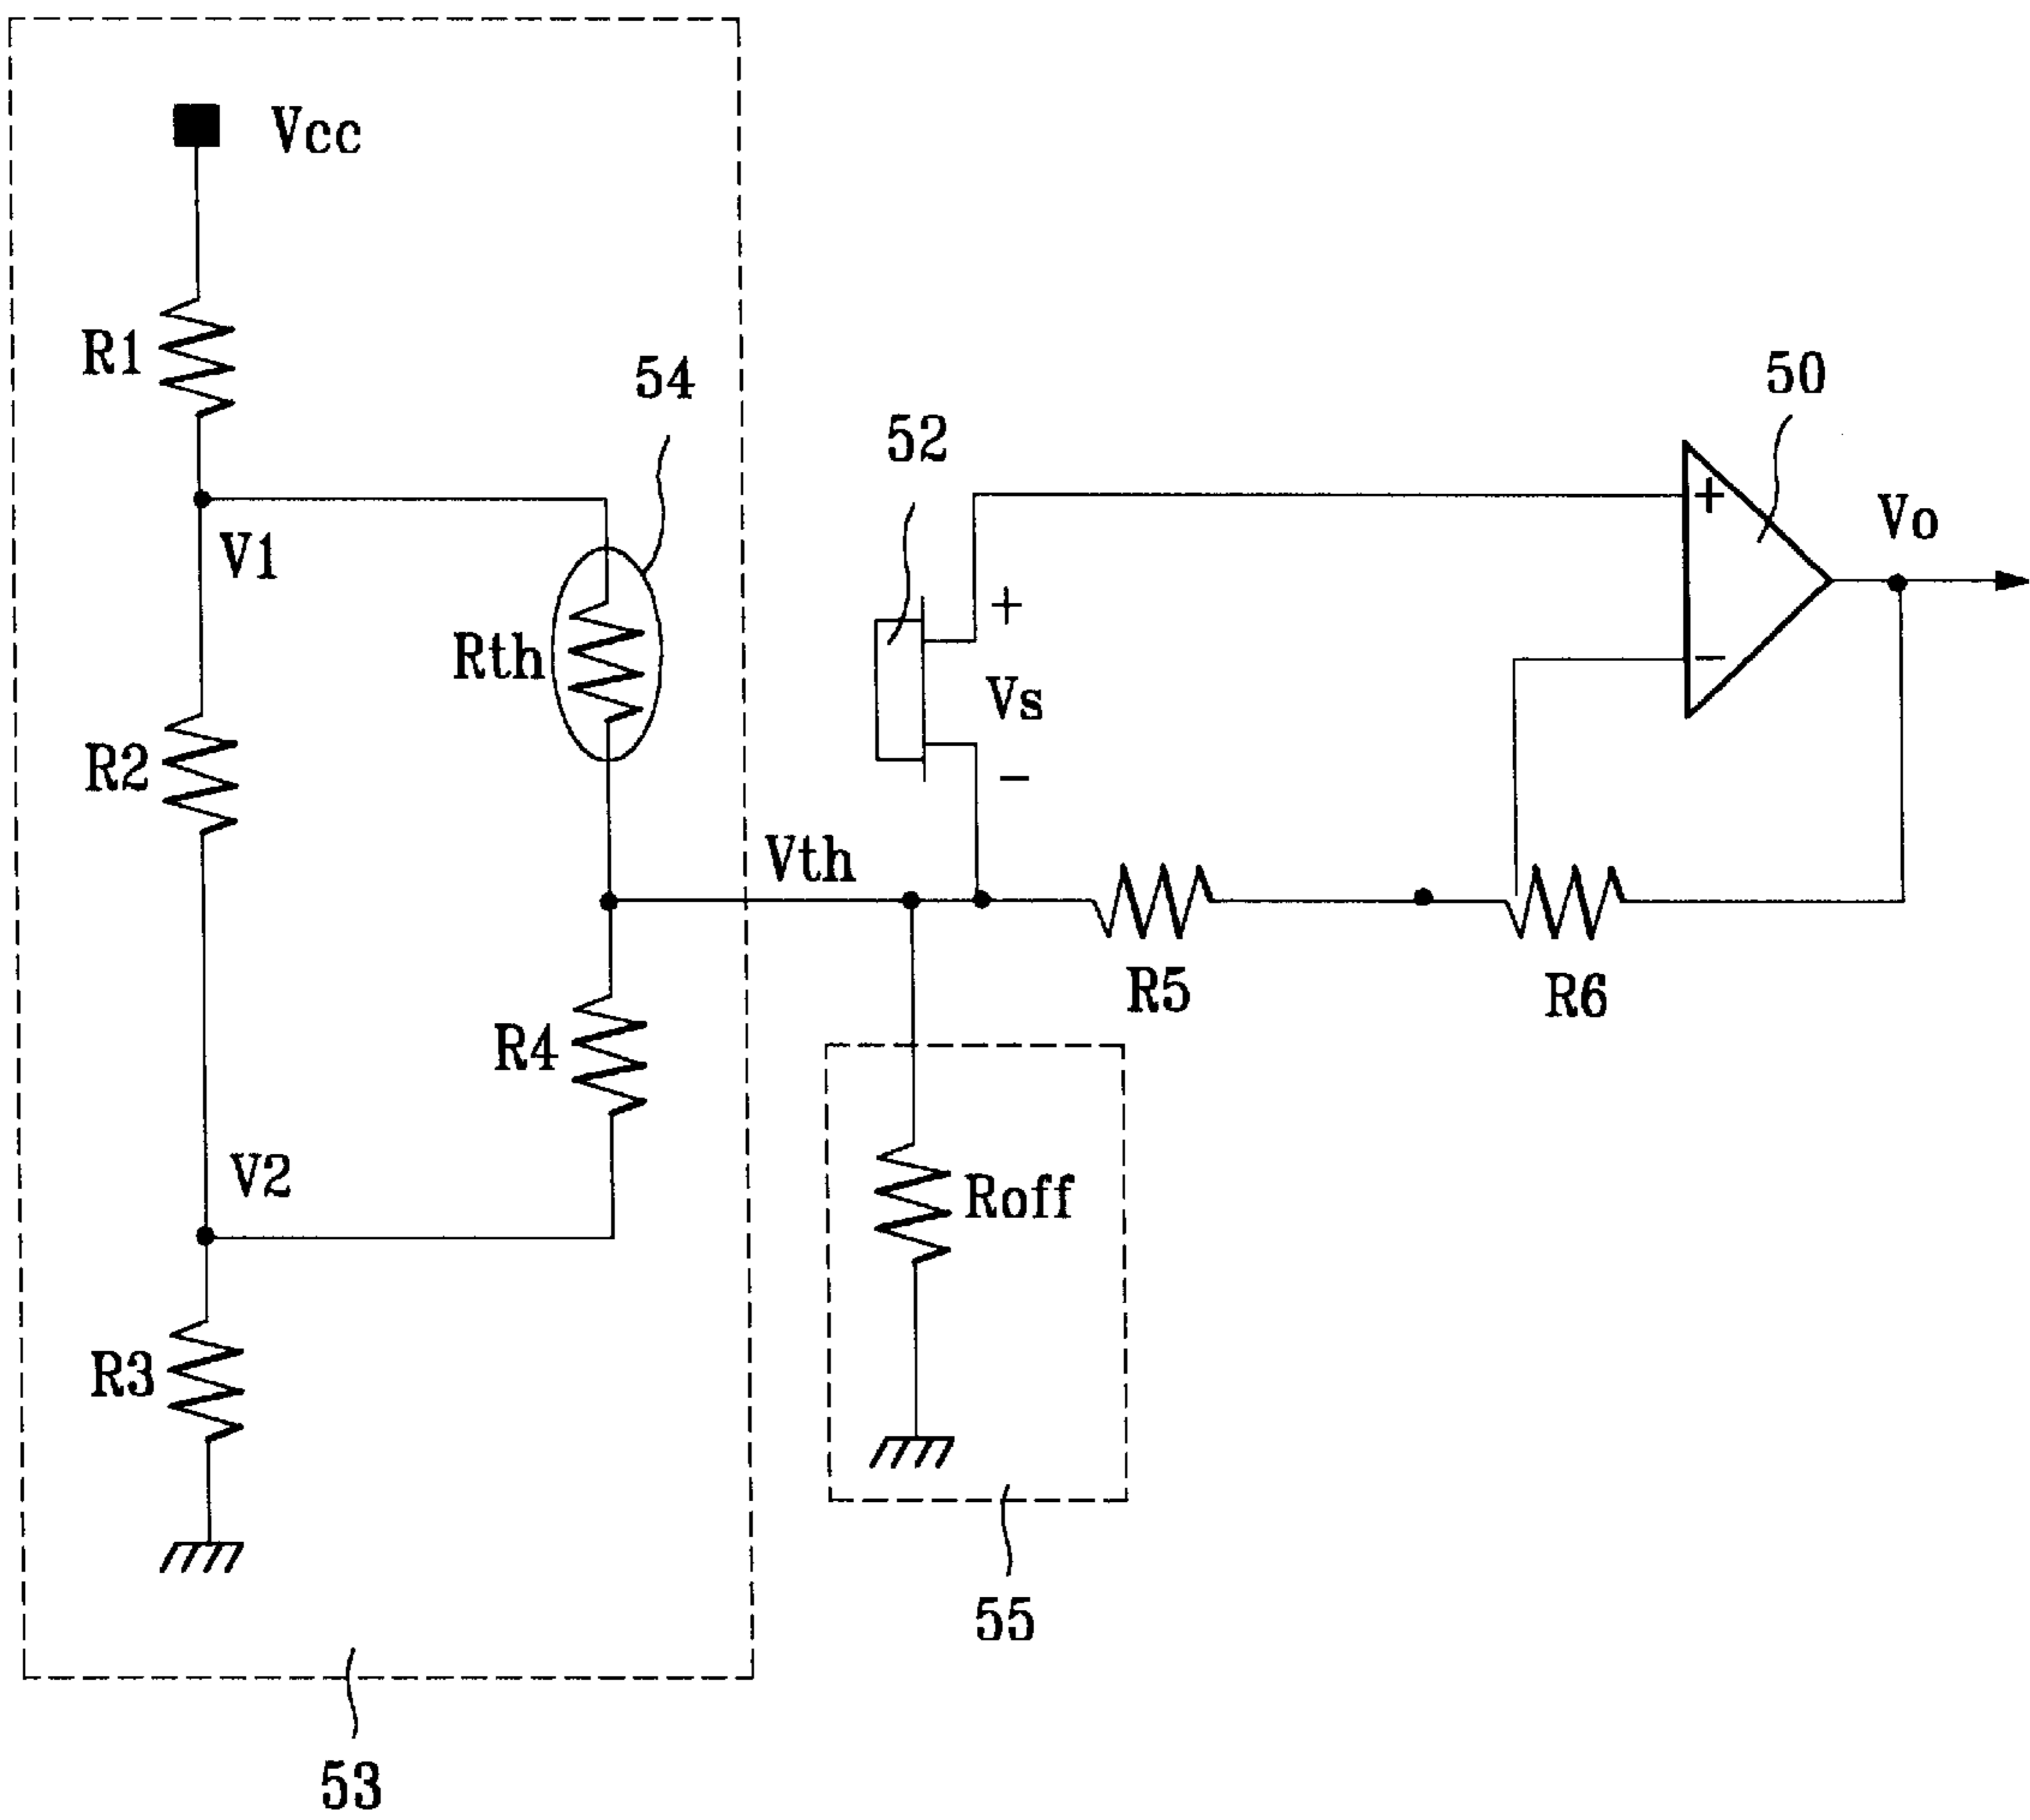 Vcc
R1
54
50
52
+
Vo
V1
+
Rth
−
Vs
R2
−
Vth
R5
R6
R4
V2
Roff
R3
55
53